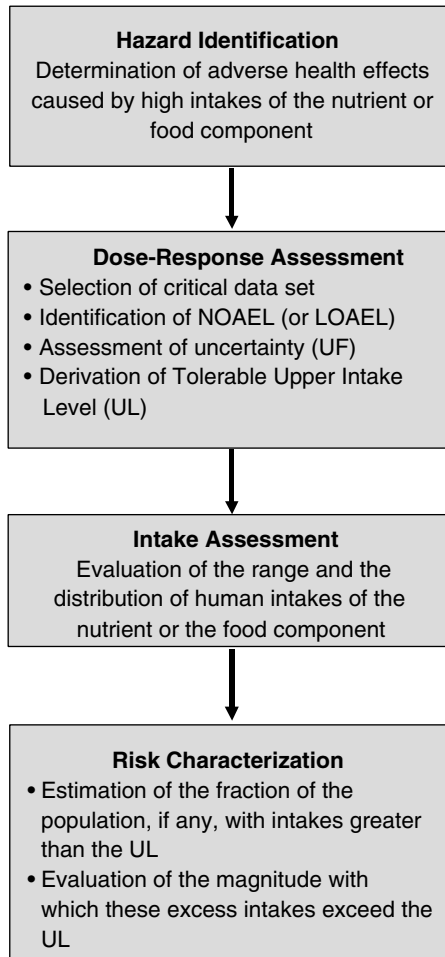 Hazard Identification
Determination of adverse health effects
caused by high intakes of the nutrient or
food component
Dose-Response Assessment
• Selection of critical data set
• Identification of NOAEL (or LOAEL)
• Assessment of uncertainty (UF)
• Derivation of Tolerable Upper Intake
Level (UL)
Intake Assessment
Evaluation of the range and the
distribution of human intakes of the
nutrient or the food component
Risk Characterization
• Estimation of the fraction of the
population, if any, with intakes greater
than the UL
• Evaluation of the magnitude with
which these excess intakes exceed the
UL